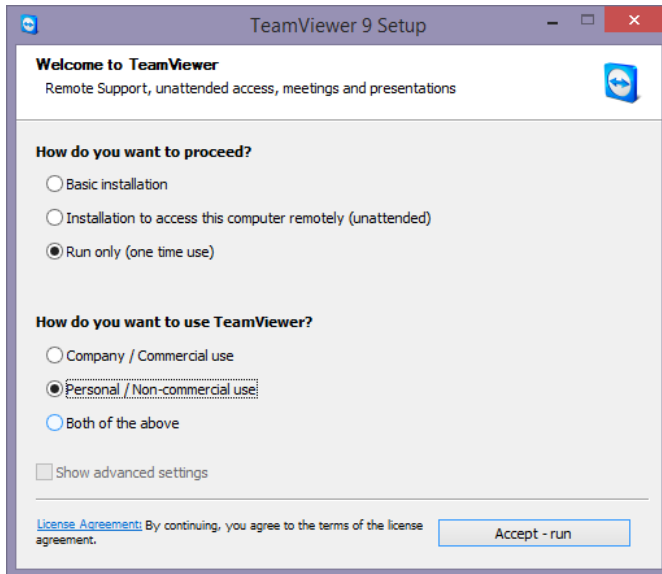 TeamViewer 9 Setup
Welcome to TeamViewer
Remote Support, unattended access, meetings and presentations
How do you want to proceed?
Basic installation
Installation to access this computer remotely (unattended)
Run only (one time use)
How do you want to use TeamViewer?
Company / Commercial use
Personal / Non-commercial use
Both of the above
Show advanced settings
License Agreement: By continuing, you agree to the terms of the license
agreement.
Accept - run